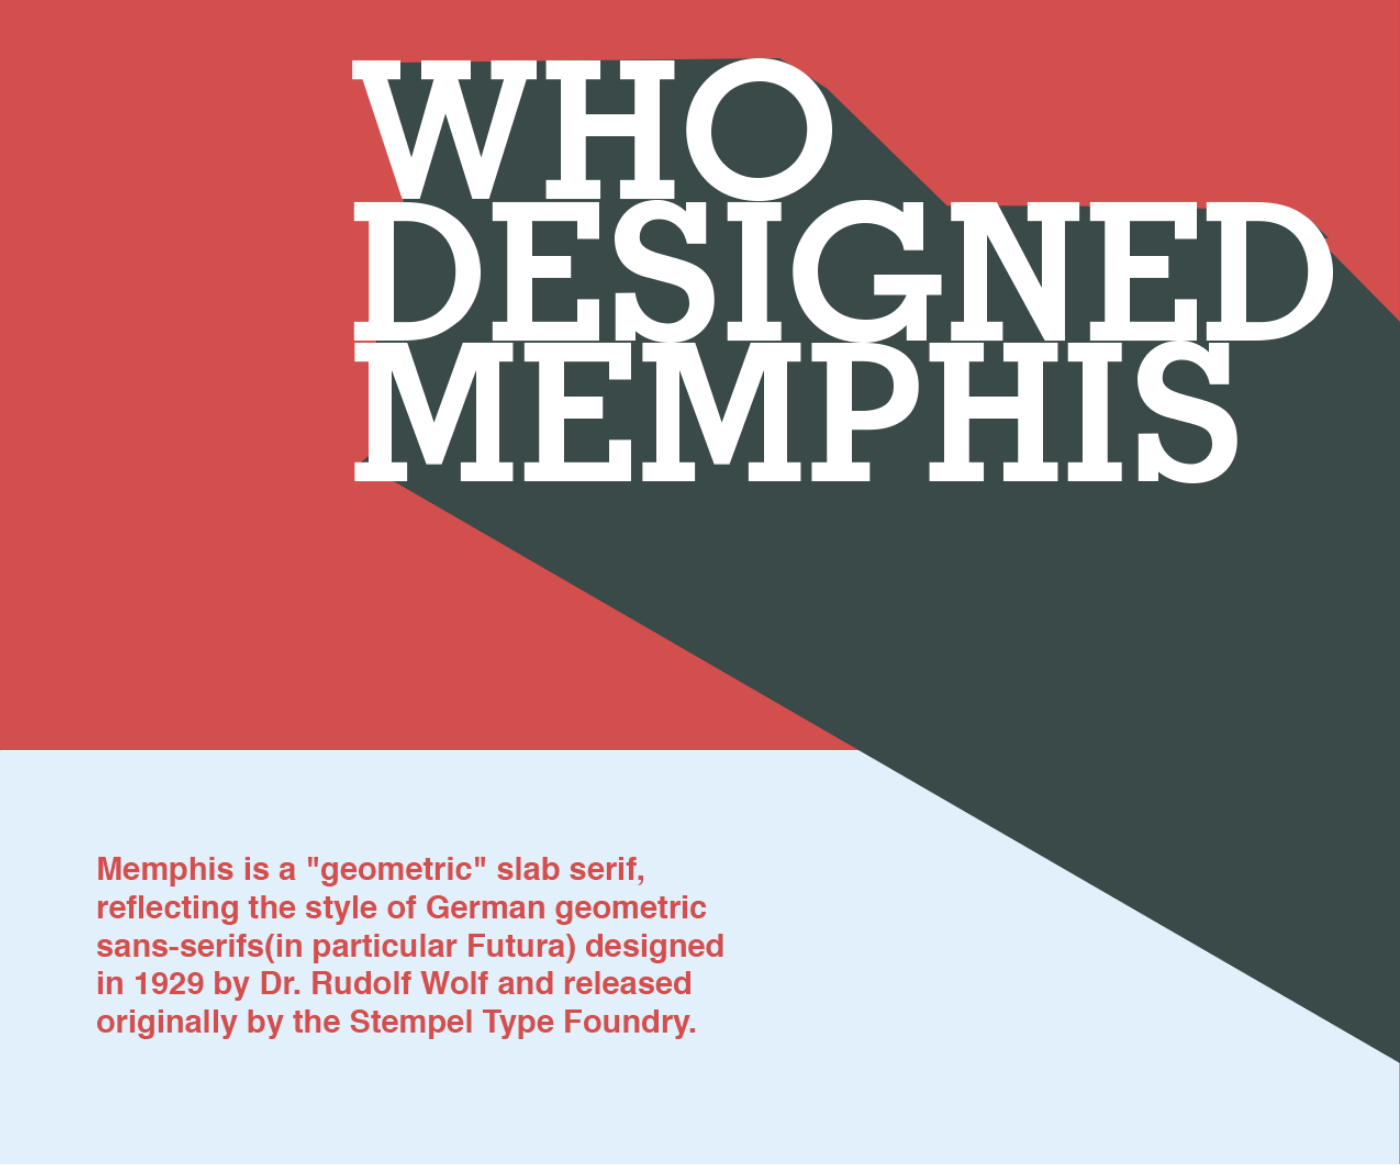 WHO
DESIGNED
MEMPHIS
Memphis is a "geometric" slab serif,
reflecting the style of German geometric
sans-serifs(in particular Futura) designed
in 1929 by Dr. Rudolf Wolf and released
originally by the Stempel Type Foundry.